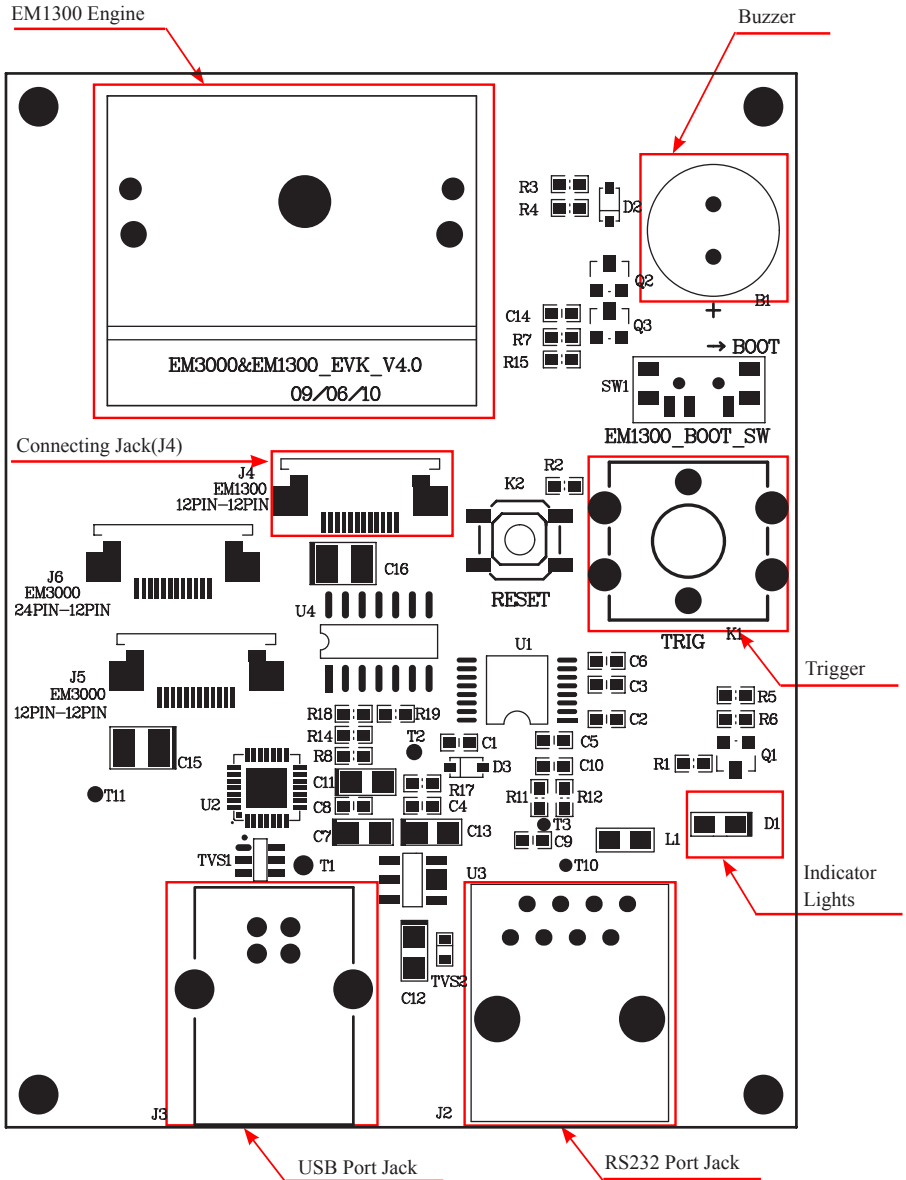 EM1300 Engine
Buzzer
R3
R4
D2
Q2
B1
C14
Q3
+
R7
→ BOOT
R15
EM3000&EM1300_EVK_V4.0
09/06/10
SW1
EM1300_BOOT_SW
Connecting Jack(J4)
J4
EM1300
12PIN-12PIN
R2
K2
C16
J6
EM3000
24PIN-12PIN
RESET
U4
K1
TRIG
U1
Trigger
J5
EM3000
12PIN-12PIN
C6
C3
R5
R18
R19
C2
R6
R14
T2
C1
C5
Q1
R8
C15
D3
C10
R1
C11
R17
T11
U2
R11
R12
C8
C4
T3
D1
C7
C13
C9
L1
TVS1
T1
U3
T10
Indicator
Lights
TVS2
C12
J3
J2
USB Port Jack
RS232 Port Jack